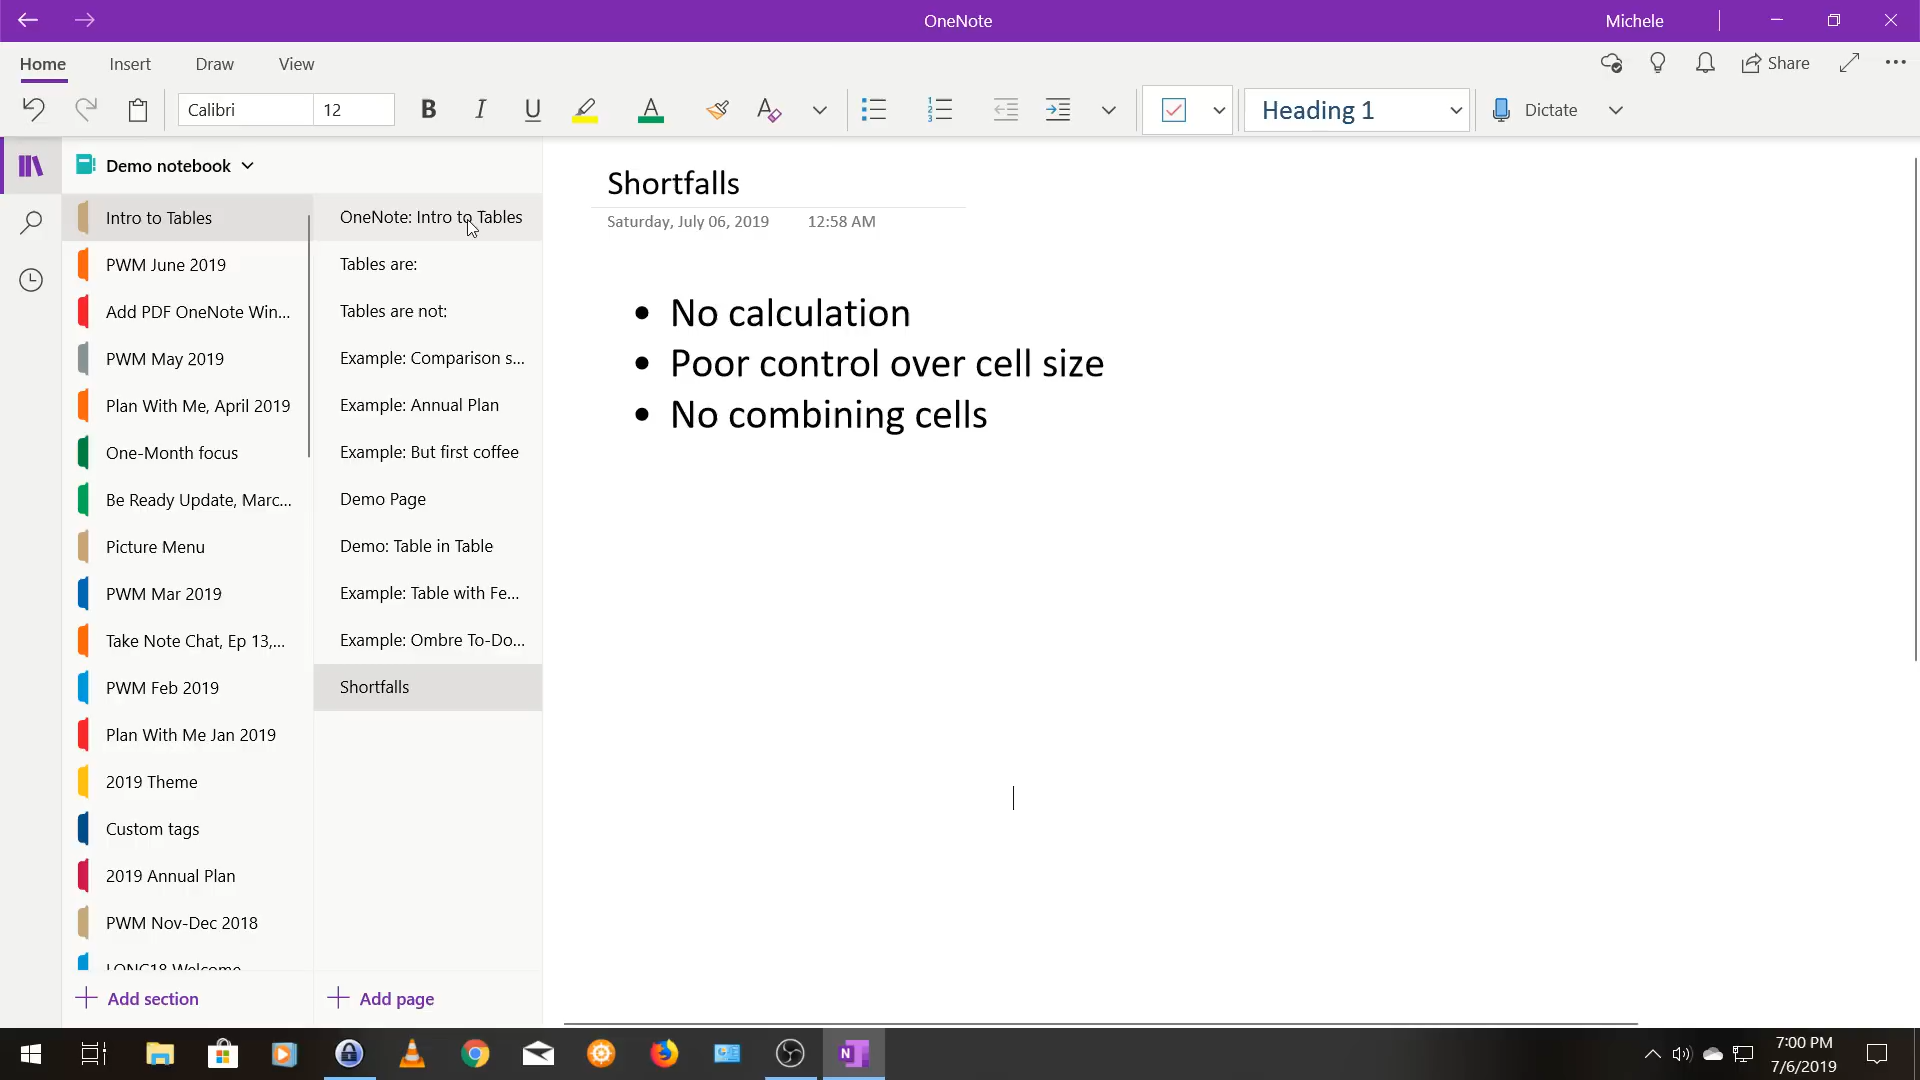 OneNote
Michele
Home
Insert
Draw
View
Share
Calibri
12
B
I
U
A
A
Heading 1
Dictate
Demo notebook
Intro to Tables
PWM June 2019
Add PDF OneNote Win...
PWM May 2019
Plan With Me, April 2019
One-Month focus
Be Ready Update, Marc...
Picture Menu
PWM Mar 2019
Take Note Chat, Ep 13,...
PWM Feb 2019
Plan With Me Jan 2019
2019 Theme
Custom tags
2019 Annual Plan
PWM Nov-Dec 2018
LONG18 Welcome
Add section
OneNote: Intro to Tables
Tables are:
Tables are not:
Example: Comparison s...
Example: Annual Plan
Example: But first coffee
Demo Page
Demo: Table in Table
Example: Table with Fe...
Example: Ombre To-Do...
Shortfalls
Add page
Shortfalls
Saturday, July 06, 2019 12:58 AM
• No calculation
• Poor control over cell size
• No combining cells
7:00 PM
7/6/2019